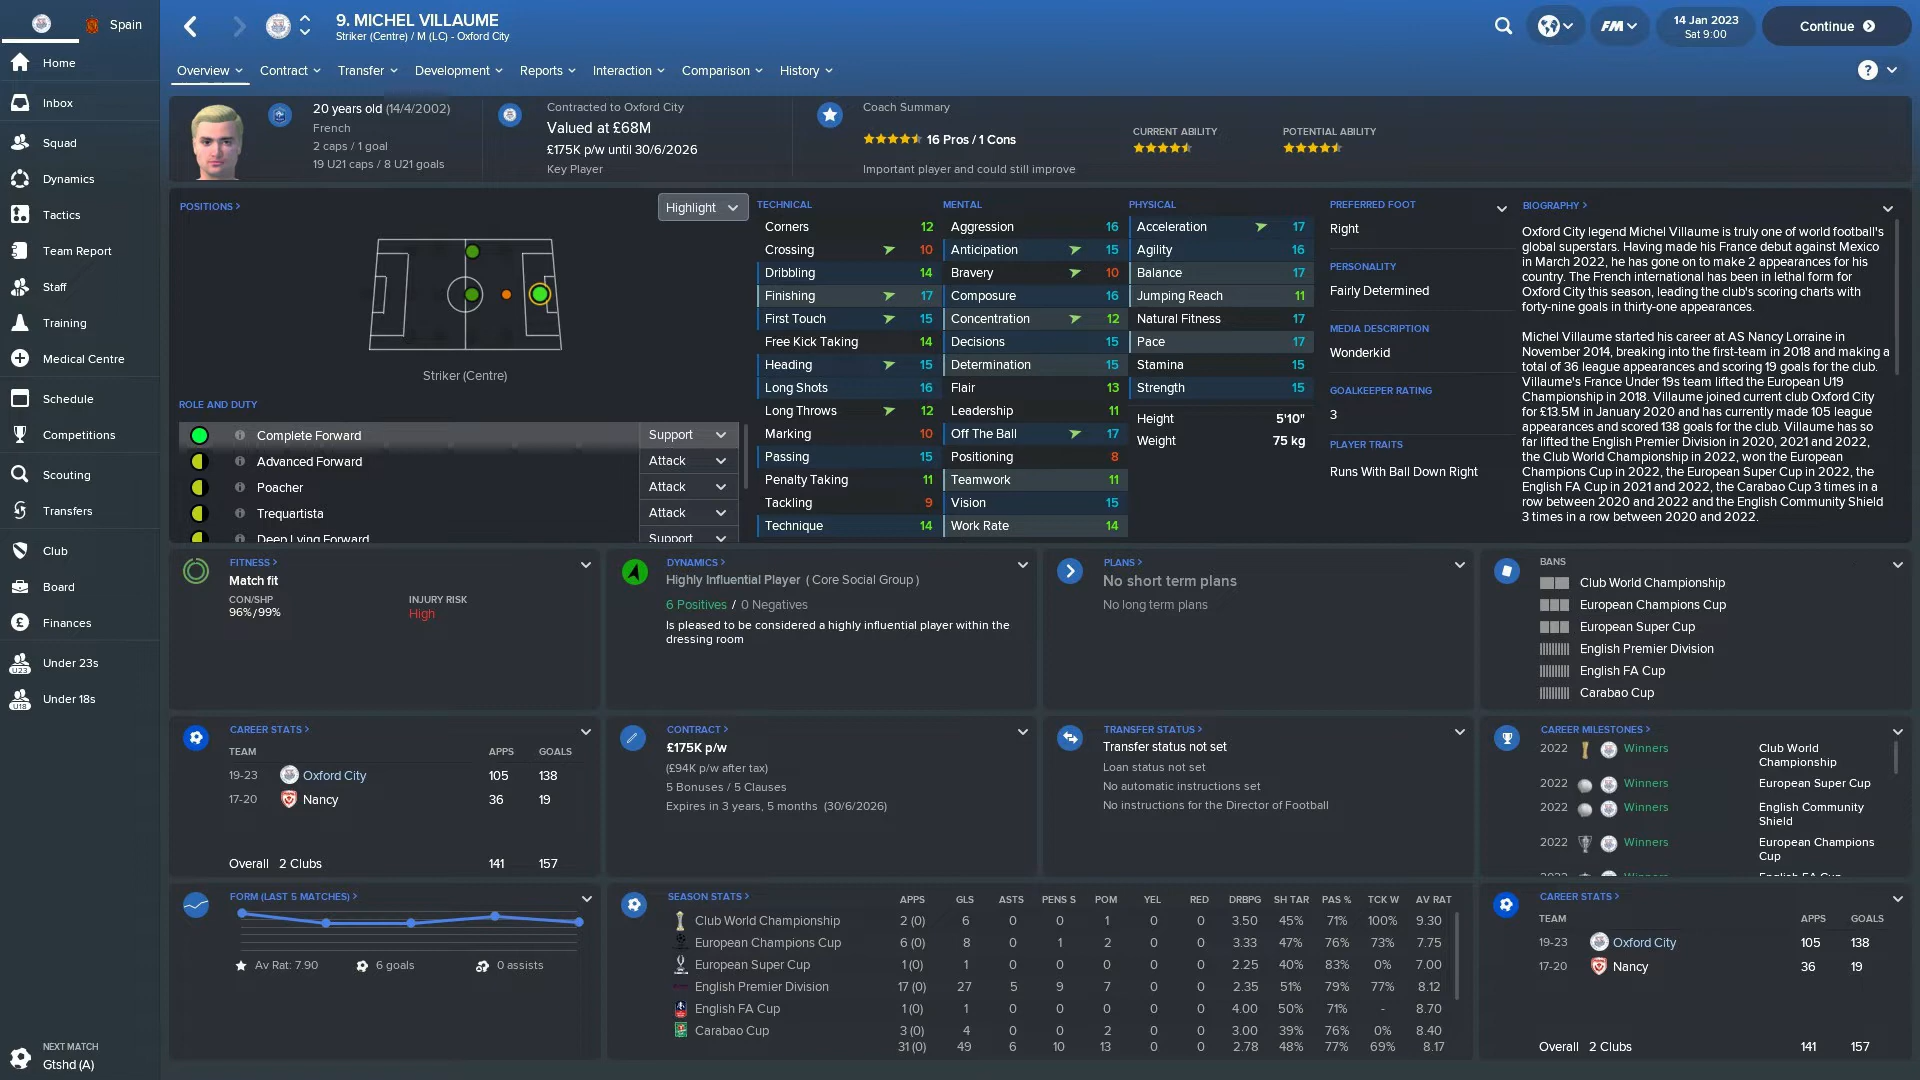 Spain
9. MICHEL VILLAUME
Striker (Centre) / M (LC) - Oxford City
FM
14 Jan 2023
Sat 9:00
Continue
Home
Inbox
Squad
Dynamics
Tactics
Team Report
Staff
Training
Medical Centre
Schedule
Competitions
Scouting
Transfers
Club
Board
Finances
U23 Under 23s
U18 Under 18s
NEXT MATCH
Gtshd (A)
Overview Contract Transfer Development Reports Interaction Comparison History
?
20 years old (14/4/2002)
French
2 caps / 1 goal
19 U21 caps / 8 U21 goals
Contracted to Oxford City
Valued at £68M
£175K p/w until 30/6/2026
Key Player
Coach Summary
16 Pros / 1 Cons
Important player and could still improve
CURRENT ABILITY
POTENTIAL ABILITY
POSITIONS >
Highlight
Striker (Centre)
ROLE AND DUTY
Complete Forward Support
Advanced Forward Attack
Poacher Attack
Trequartista Attack
Deep Lying Forward Support
TECHNICAL
Corners 12
Crossing 10
Dribbling 14
Finishing 17
First Touch 15
Free Kick Taking 14
Heading 15
Long Shots 16
Long Throws 12
Marking 10
Passing 15
Penalty Taking 11
Tackling 9
Technique 14
MENTAL
Aggression 16
Anticipation 15
Bravery 10
Composure 16
Concentration 12
Decisions 15
Determination 15
Flair 13
Leadership 11
Off The Ball 17
Positioning 8
Teamwork 11
Vision 15
Work Rate 14
PHYSICAL
Acceleration 17
Agility 16
Balance 17
Jumping Reach 11
Natural Fitness 17
Pace 17
Stamina 15
Strength 15
Height 5'10"
Weight 75 kg
PREFERRED FOOT
Right
PERSONALITY
Fairly Determined
MEDIA DESCRIPTION
Wonderkid
GOALKEEPER RATING
3
PLAYER TRAITS
Runs With Ball Down Right
BIOGRAPHY >
Oxford City legend Michel Villaume is truly one of world football's
global superstars. Having made his France debut against Mexico
in March 2022, he has gone on to make 2 appearances for his
country. The French international has been in lethal form for
Oxford City this season, leading the club's scoring charts with
forty-nine goals in thirty-one appearances.
Michel Villaume started his career at AS Nancy Lorraine in
November 2014, breaking into the first-team in 2018 and making a
total of 36 league appearances and scoring 19 goals for the club.
Villaume's France Under 19s team lifted the European U19
Championship in 2018. Villaume joined current club Oxford City
for £13.5M in January 2020 and has currently made 105 league
appearances and scored 138 goals for the club. Villaume has so
far lifted the English Premier Division in 2020, 2021 and 2022,
the Club World Championship in 2022, won the European
Champions Cup in 2022, the European Super Cup in 2022, the
English FA Cup in 2021 and 2022, the Carabao Cup 3 times in a
row between 2020 and 2022 and the English Community Shield
3 times in a row between 2020 and 2022.
FITNESS >
Match fit
CON/SHP INJURY RISK
96%/99% High
DYNAMICS >
Highly Influential Player ( Core Social Group )
6 Positives / 0 Negatives
Is pleased to be considered a highly influential player within the
dressing room
PLANS >
No short term plans
No long term plans
BANS
Club World Championship
European Champions Cup
European Super Cup
English Premier Division
English FA Cup
Carabao Cup
CAREER STATS >
TEAM APPS GOALS
19-23 Oxford City 105 138
17-20 Nancy 36 19
Overall 2 Clubs 141 157
CONTRACT >
£175K p/w
(£94K p/w after tax)
5 Bonuses / 5 Clauses
Expires in 3 years, 5 months (30/6/2026)
TRANSFER STATUS >
Transfer status not set
Loan status not set
No automatic instructions set
No instructions for the Director of Football
CAREER MILESTONES >
2022 Winners Club World
Championship
2022 Winners European Super Cup
2022 Winners English Community
Shield
2022 Winners European Champions
Cup
2022 Winners English FA Cup
FORM (LAST 5 MATCHES) >
Av Rat: 7.90 6 goals 0 assists
SEASON STATS > APPS GLS ASTS PENS S POM YEL RED DRBPG SH TAR PAS % TCK W AV RAT
Club World Championship 2 (0) 6 0 0 1 0 0 3.50 45% 71% 100% 9.30
European Champions Cup 6 (0) 8 0 1 2 0 0 3.33 47% 76% 73% 7.75
European Super Cup 1 (0) 1 0 0 0 0 0 2.25 40% 83% 0% 7.00
English Premier Division 17 (0) 27 5 9 7 0 0 2.35 51% 79% 77% 8.12
English FA Cup 1 (0) 1 0 0 0 0 0 4.00 50% 71% - 8.70
Carabao Cup 3 (0) 4 0 0 2 0 0 3.00 39% 76% 0% 8.40
31 (0) 49 6 10 13 0 0 2.78 48% 77% 69% 8.17
CAREER STATS >
TEAM APPS GOALS
19-23 Oxford City 105 138
17-20 Nancy 36 19
Overall 2 Clubs 141 157